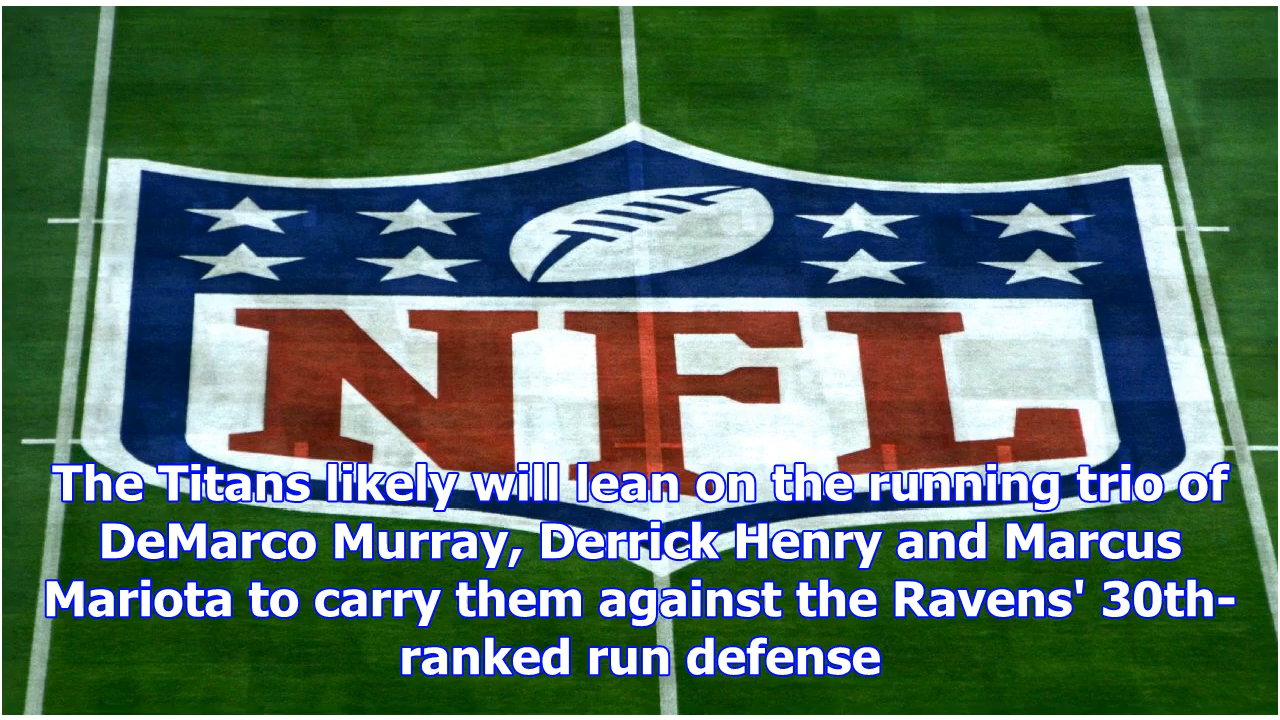 NFL
The Titans likely will lean on the running trio of
DeMarco Murray, Derrick Henry and Marcus
Mariota to carry them against the Ravens' 30th-
ranked run defense